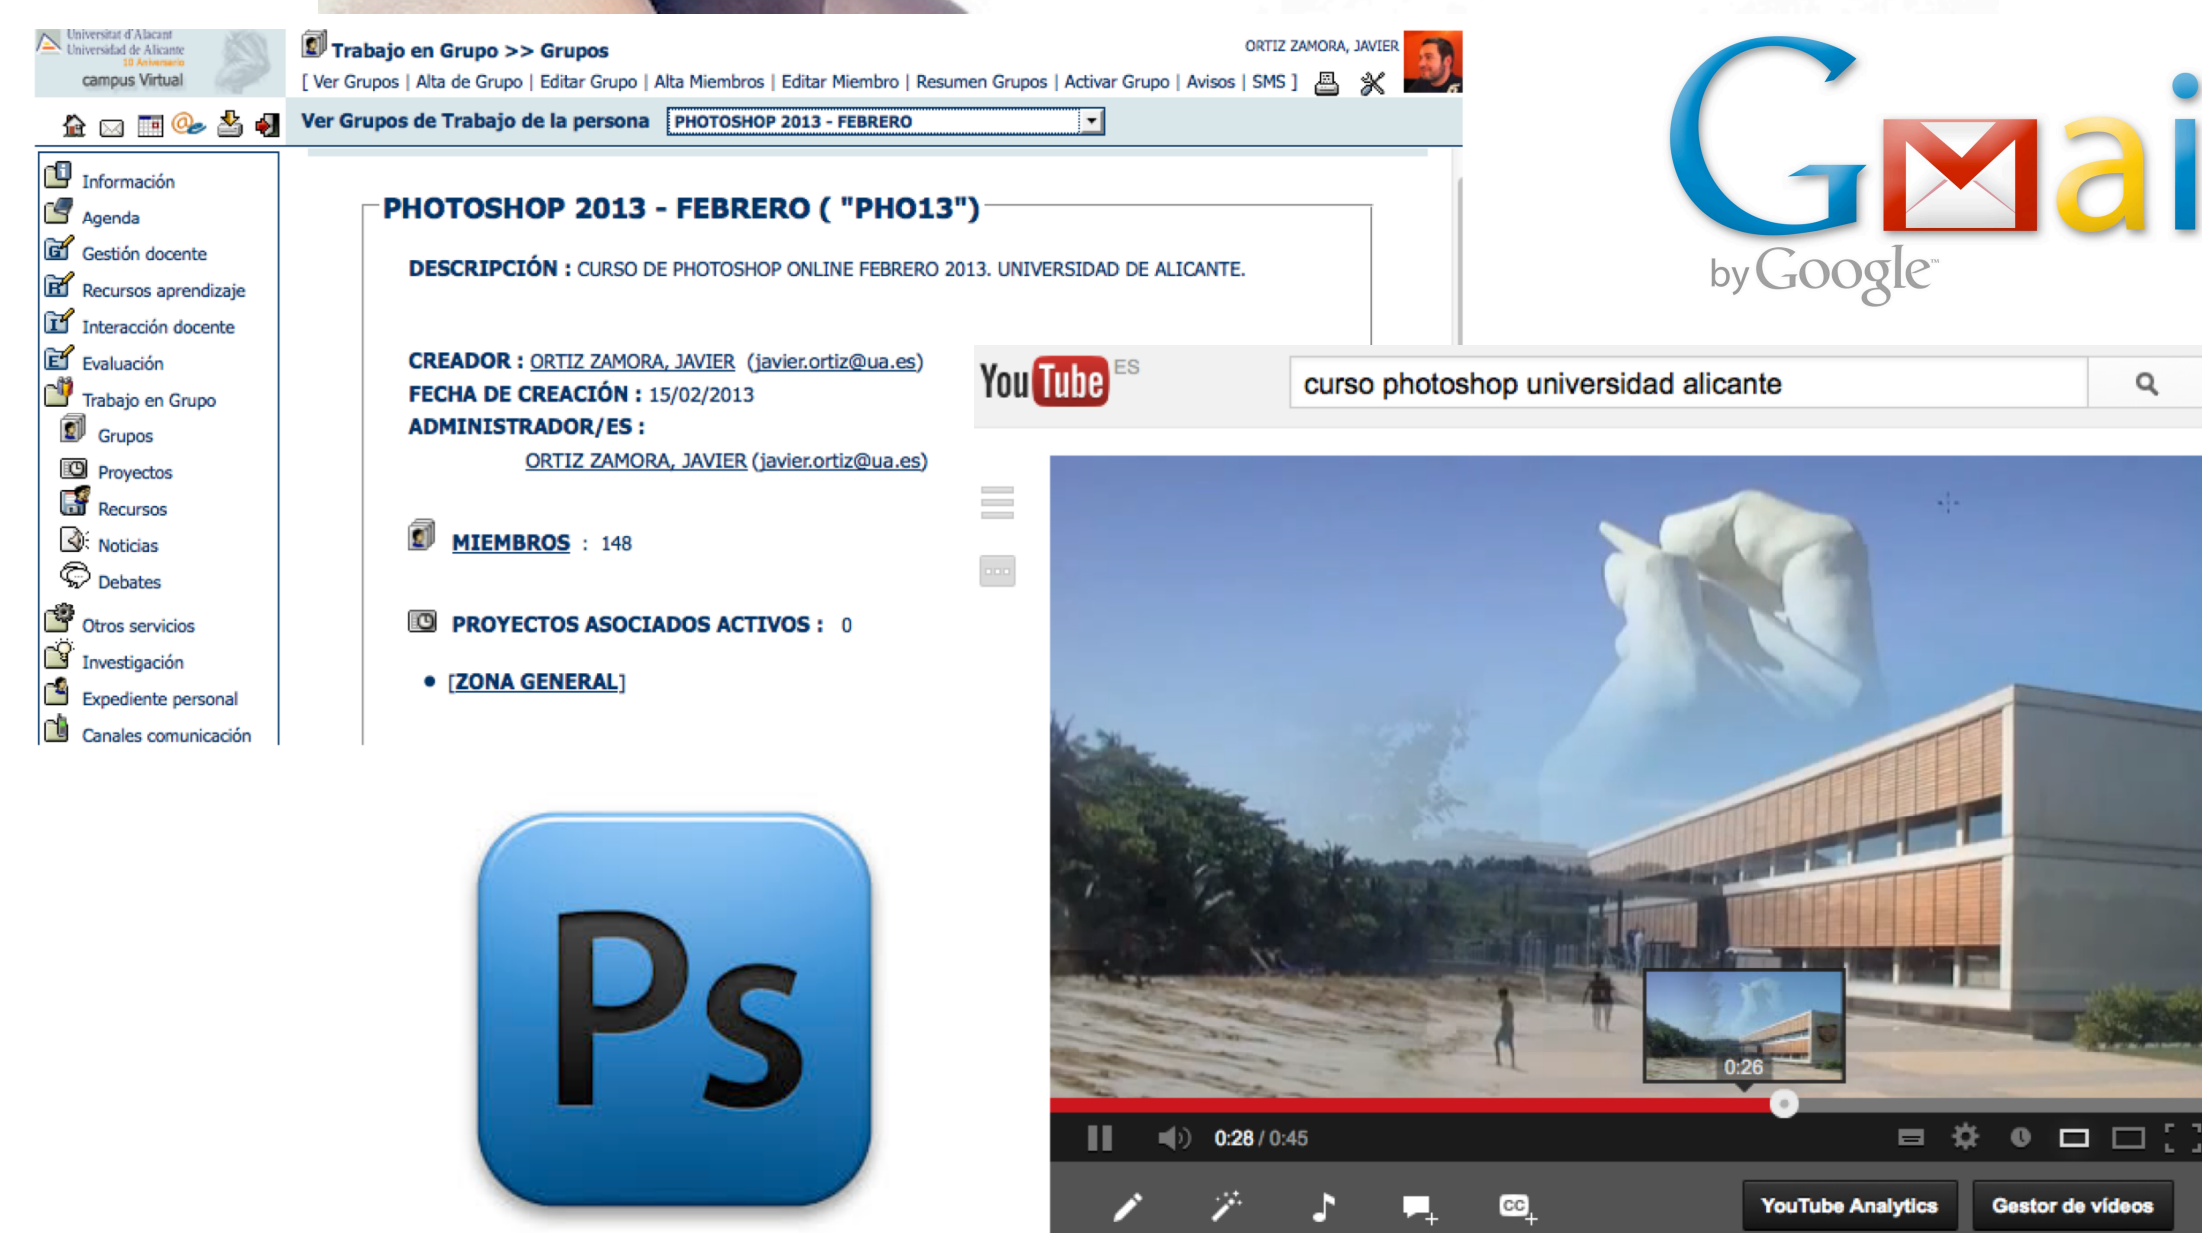 Universitat d'Alacant
Universidad de Alicante
10 Aniversario
campus Virtual
Trabajo en Grupo >> Grupos
ORTIZ ZAMORA, JAVIER
[ Ver Grupos | Alta de Grupo | Editar Grupo | Alta Miembros | Editar Miembro | Resumen Grupos | Activar Grupo | Avisos | SMS ]
Ver Grupos de Trabajo de la persona PHOTOSHOP 2013 - FEBRERO
Información
Agenda
Gestión docente
Recursos aprendizaje
Interacción docente
Evaluación
Trabajo en Grupo
Grupos
Proyectos
Recursos
Noticias
Debates
Otros servicios
Investigación
Expediente personal
Canales comunicación
PHOTOSHOP 2013 - FEBRERO ( "PHO13")
DESCRIPCIÓN : CURSO DE PHOTOSHOP ONLINE FEBRERO 2013. UNIVERSIDAD DE ALICANTE.
CREADOR : ORTIZ ZAMORA, JAVIER (javier.ortiz@ua.es)
FECHA DE CREACIÓN : 15/02/2013
ADMINISTRADOR/ES :
ORTIZ ZAMORA, JAVIER (javier.ortiz@ua.es)
MIEMBROS : 148
PROYECTOS ASOCIADOS ACTIVOS : 0
• [ZONA GENERAL]
GMai
by Google™
YouTube ES
curso photoshop universidad alicante
0:26
0:28 / 0:45
CC
YouTube Analytics
Gestor de vídeos
Ps